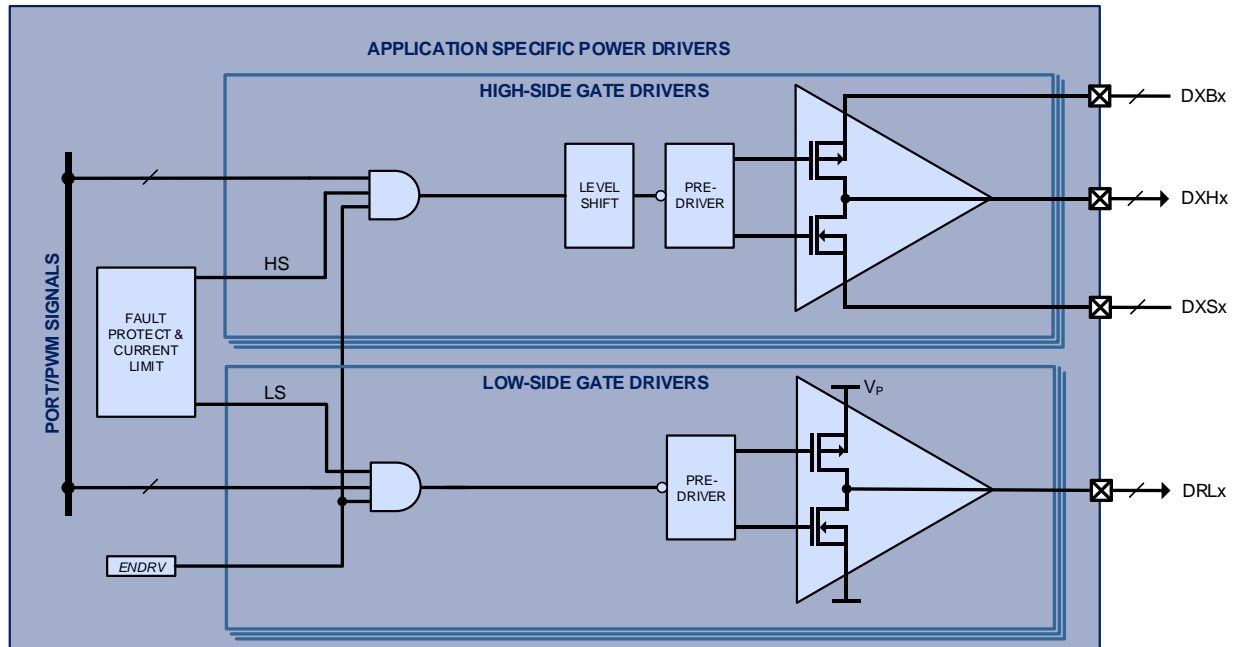 APPLICATION SPECIFIC POWER DRIVERS
HIGH-SIDE GATE DRIVERS
DXBx
LEVEL
SHIFT
PRE-
DRIVER
DXHx
HS
PORT/PWM SIGNALS
FAULT
PROTECT &
CURRENT
LIMIT
DXSx
LOW-SIDE GATE DRIVERS
LS
VP
PRE-
DRIVER
DRLx
ENDRV